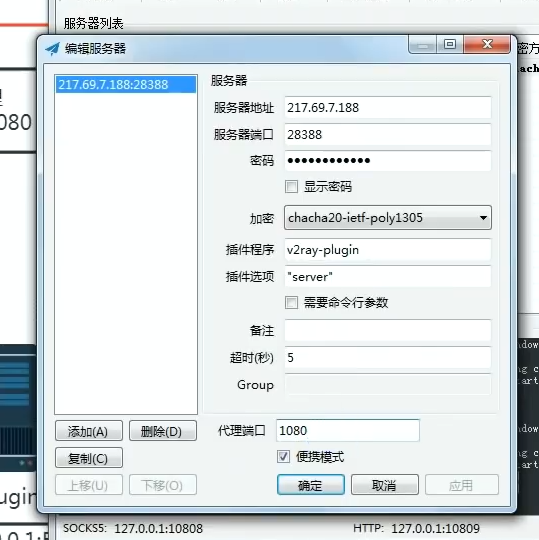 服务器列表
编辑服务器
217.69.7.188:28388
服务器
服务器地址 217.69.7.188
服务器端口 28388
密码 ●●●●●●●●●●●●
显示密码
加密 chacha20-ietf-poly1305
插件程序 v2ray-plugin
插件选项 "server"
需要命令行参数
备注
超时(秒) 5
Group
添加(A) 删除(D)
代理端口 1080
复制(C)
便携模式
上移(U) 下移(O)
确定 取消 应用
SOCKS5: 127.0.0.1:10808 HTTP: 127.0.0.1:10809